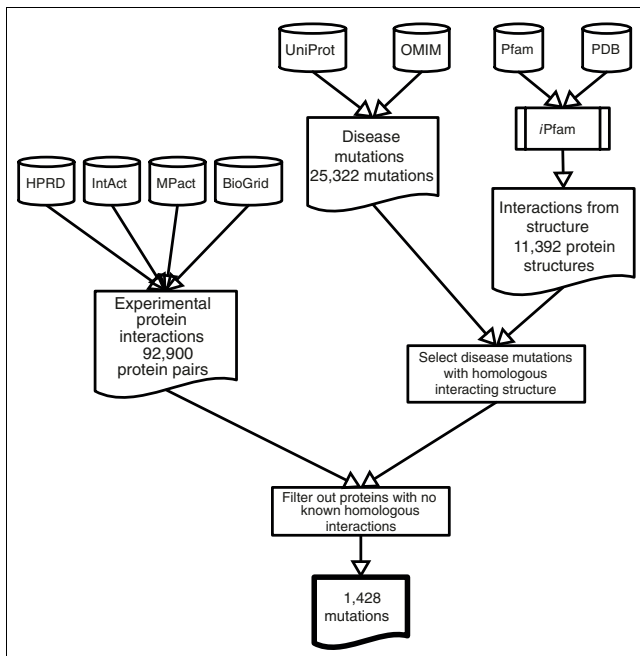 UniProt
OMIM
Pfam
PDB
iPfam
Disease
mutations
25,322 mutations
HPRD
IntAct
MPact
BioGrid
Interactions from
structure
11,392 protein
structures
Experimental
protein
interactions
92,900
protein pairs
Select disease mutations
with homologous
interacting structure
Filter out proteins with no
known homologous
interactions
1,428
mutations